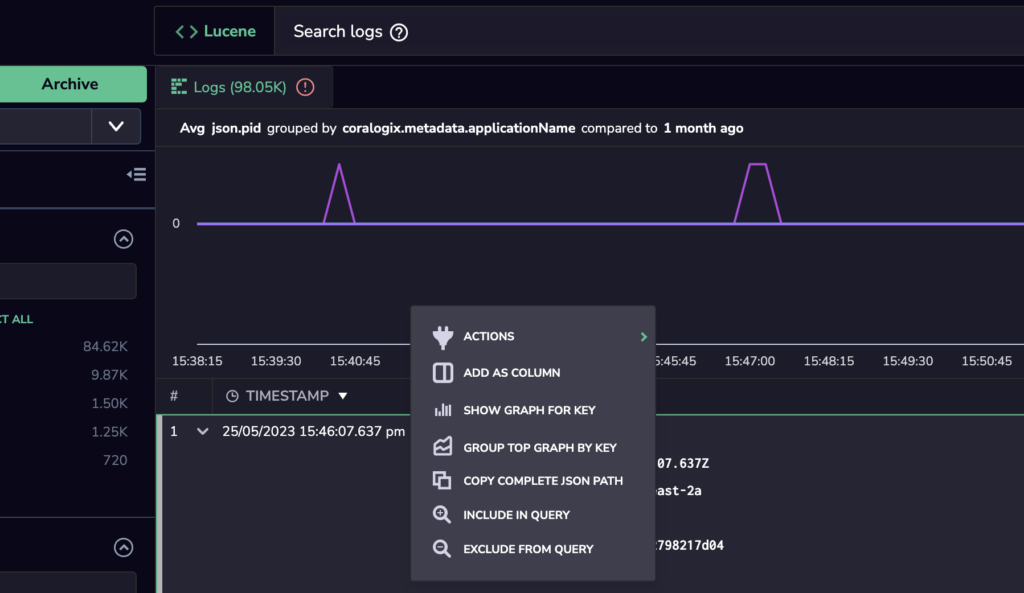 Lucene
Search logs
Archive
Logs (98.05K)
Avg json.pid grouped by coralogix.metadata.applicationName compared to 1 month ago
0
CT ALL
84.62K
9.87K
1.50K
1.25K
720
15:38:15 15:39:30 15:40:45 5:45:45 15:47:00 15:48:15 15:49:30 15:50:45
# TIMESTAMP
1 25/05/2023 15:46:07.637 pm
07.637Z
ast-2a
2798217d04
ACTIONS
ADD AS COLUMN
SHOW GRAPH FOR KEY
GROUP TOP GRAPH BY KEY
COPY COMPLETE JSON PATH
INCLUDE IN QUERY
EXCLUDE FROM QUERY